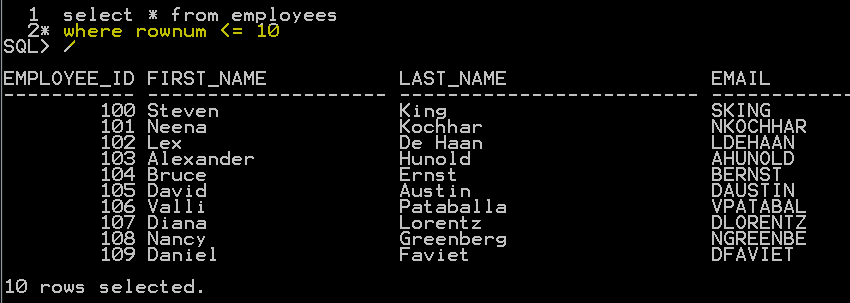 1 select * from employees
2* where rownum <= 10
SQL> /
EMPLOYEE_ID FIRST_NAME LAST_NAME EMAIL
----------- -------------------- ------------------------- ----------
100 Steven King SKING
101 Neena Kochhar NKOCHHAR
102 Lex De Haan LDEHAAN
103 Alexander Hunold AHUNOLD
104 Bruce Ernst BERNST
105 David Austin DAUSTIN
106 Valli Pataballa VPATABAL
107 Diana Lorentz DLORENTZ
108 Nancy Greenberg NGREENBE
109 Daniel Faviet DFAVIET
10 rows selected.